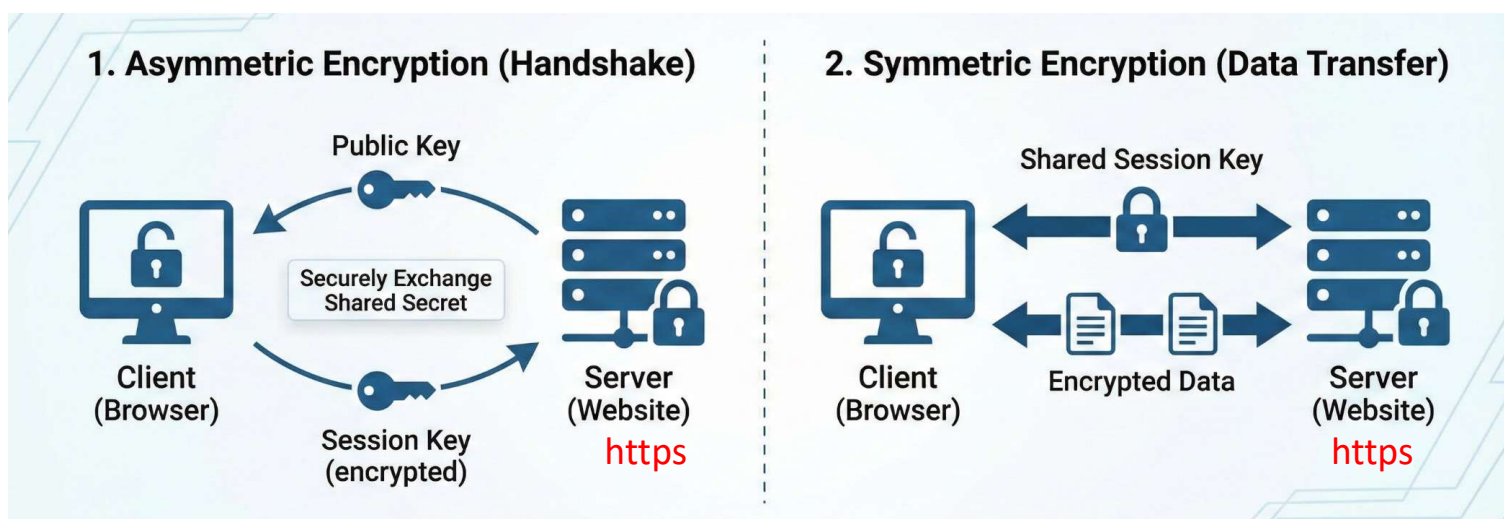 1. Asymmetric Encryption (Handshake)
Public Key
Securely Exchange
Shared Secret
Client
(Browser)
Session Key
(encrypted)
Server
(Website)
https
2. Symmetric Encryption (Data Transfer)
Shared Session Key
Client
(Browser)
Encrypted Data
Server
(Website)
https